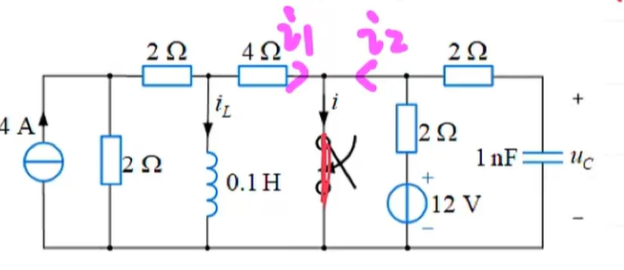 i1 i2
2 Ω 4 Ω 2 Ω
4 A i_L i +
2 Ω 2 Ω 1 nF u_C
0.1 H + 12 V
− −